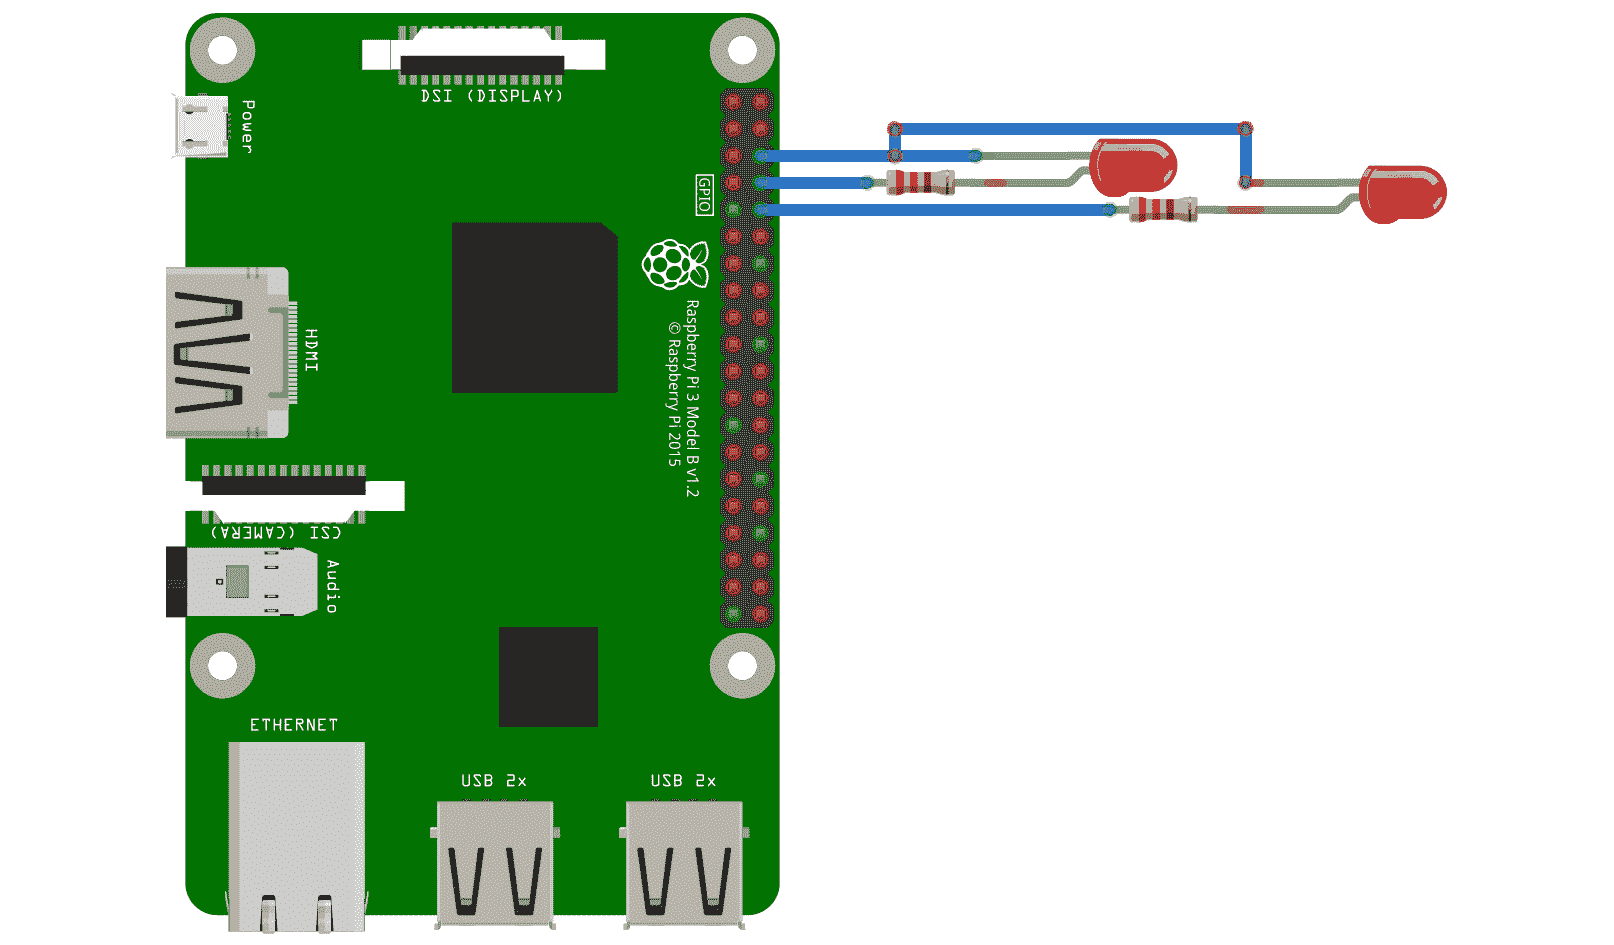 DSI (DISPLAY)
Power
GPIO
HDMI
Raspberry Pi 3 Model B v1.2
© Raspberry Pi 2015
CSI (CAMERA)
Audio
ETHERNET
USB 2x
USB 2x